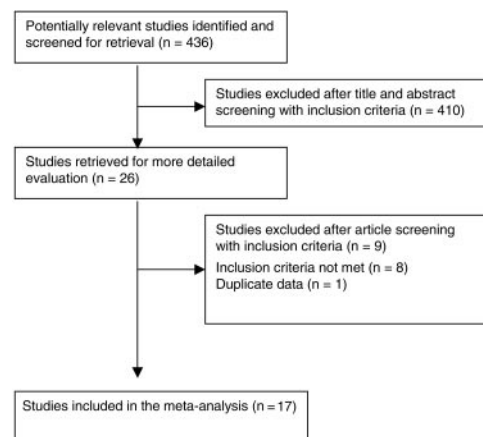 Potentially relevant studies identified and
screened for retrieval (n = 436)
Studies excluded after title and abstract
screening with inclusion criteria (n = 410)
Studies retrieved for more detailed
evaluation (n = 26)
Studies excluded after article screening
with inclusion criteria (n = 9)
Inclusion criteria not met (n = 8)
Duplicate data (n = 1)
Studies included in the meta-analysis (n = 17)